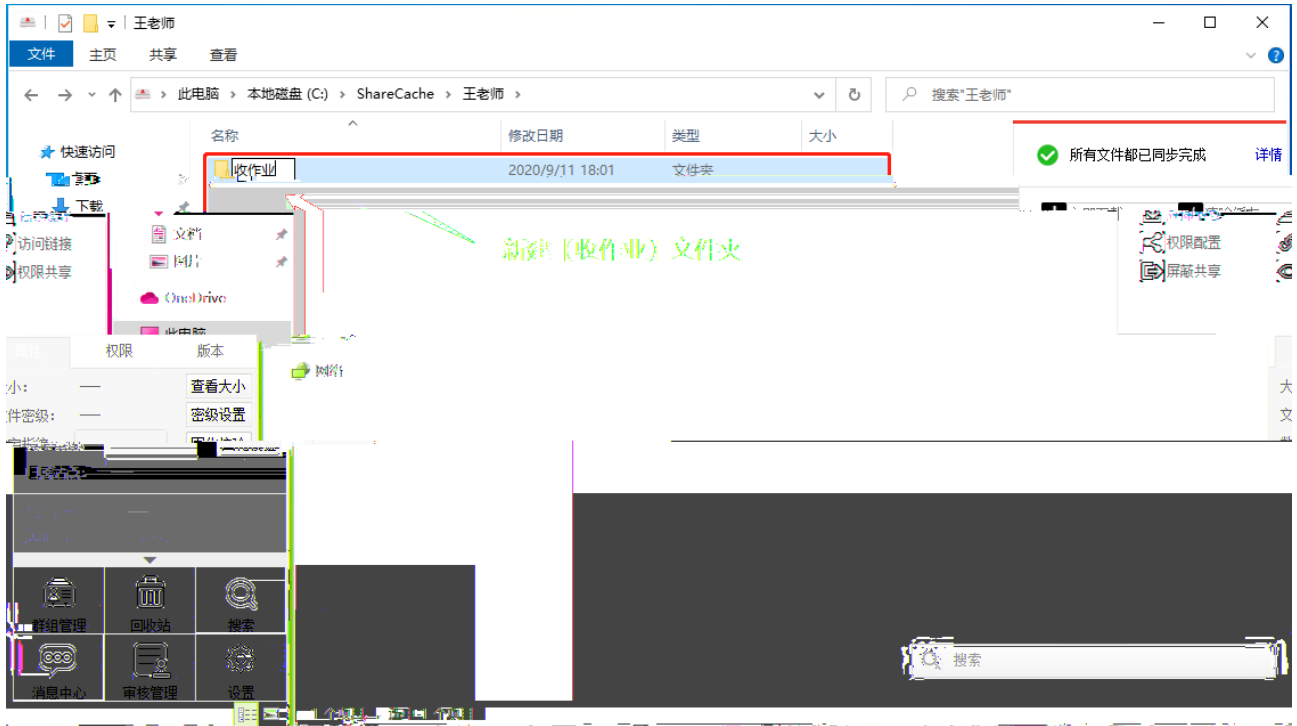 王老师
文件 主页 共享 查看
此电脑 › 本地磁盘 (C:) › ShareCache › 王老师 ›
搜索"王老师"
名称 修改日期 类型 大小
快速访问
所有文件都已同步完成 详情
收作业 2020/9/11 18:01 文件夹
下载
访问链接 文档
新建【收作业】文件夹
权限配置
权限共享 图片
屏蔽共享
OneDrive
此电脑
权限 版本
网络
查看大小
大
件密级: 密级设置
文
群组管理 回收站 搜索
搜索
消息中心 审核管理 设置